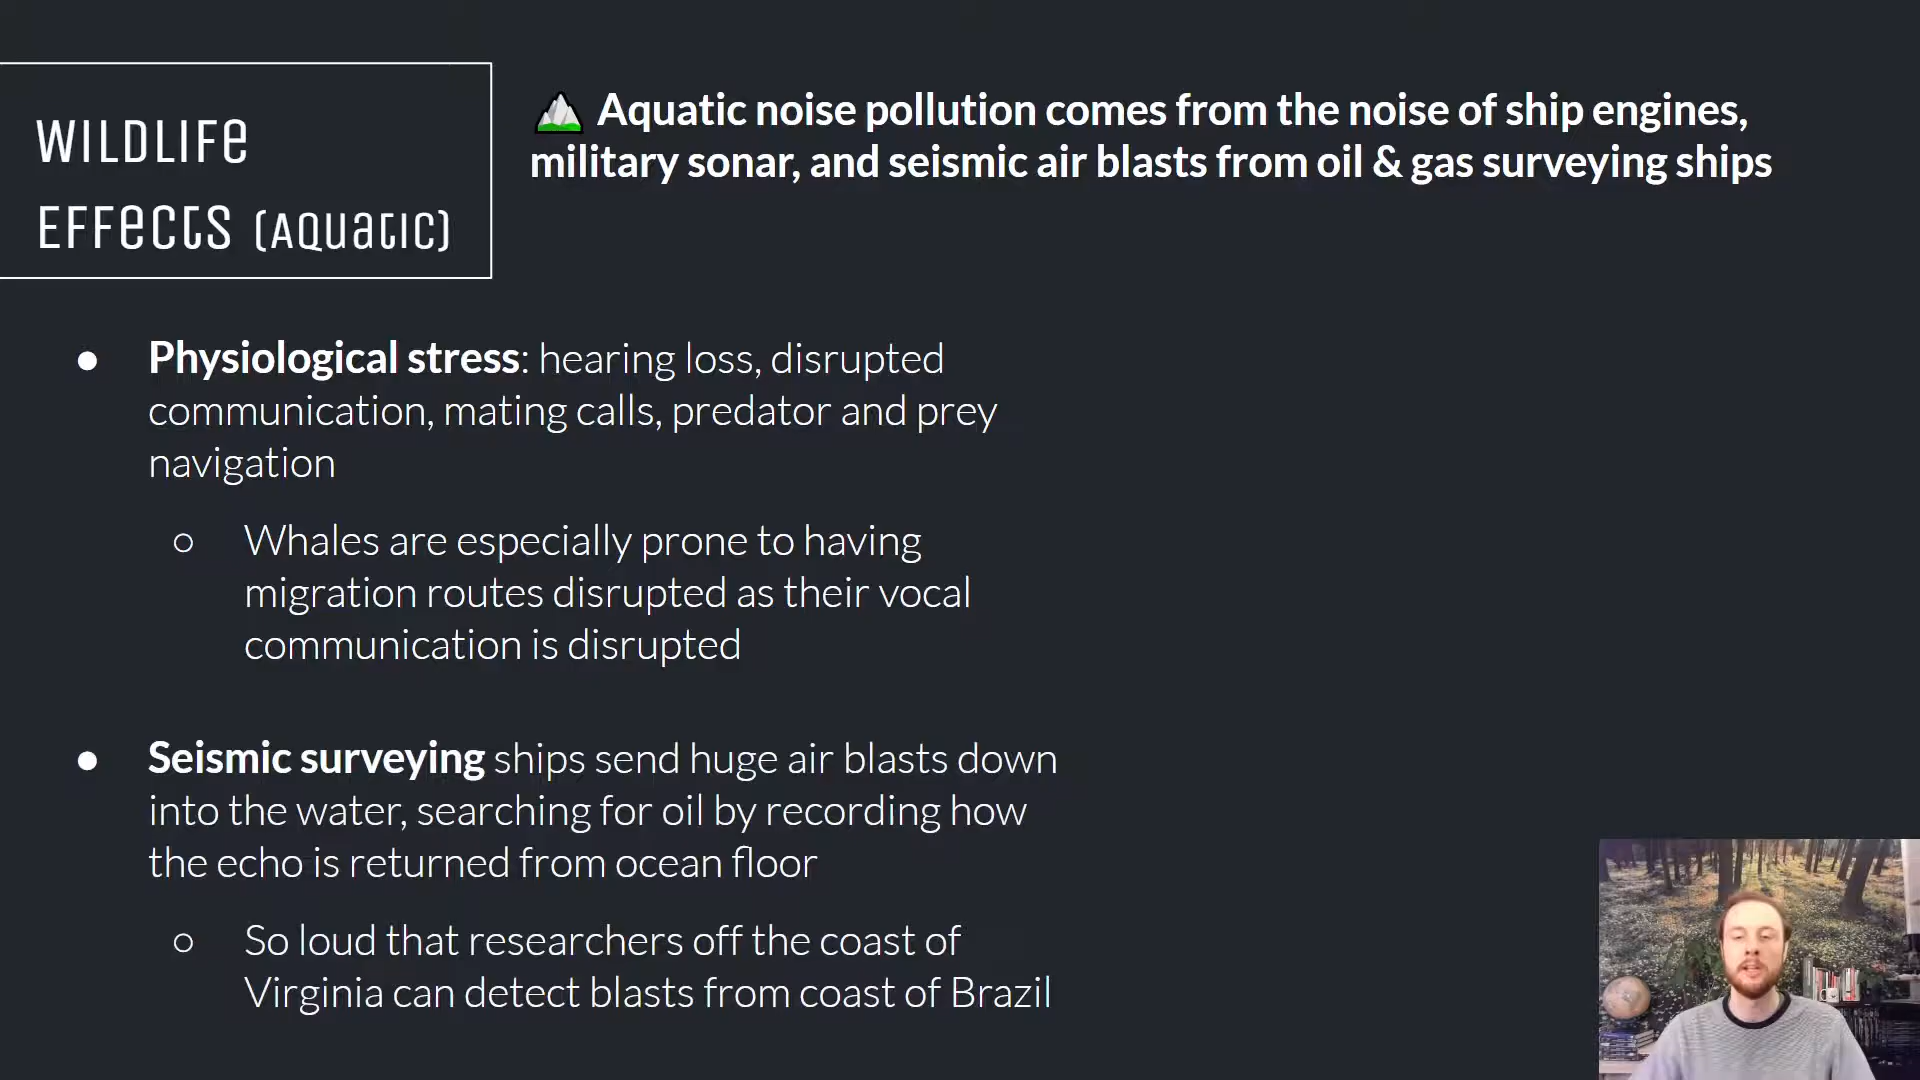 WILDLIFE
EFFECTS (AQUATIC)
Aquatic noise pollution comes from the noise of ship engines,
military sonar, and seismic air blasts from oil & gas surveying ships
● Physiological stress: hearing loss, disrupted
communication, mating calls, predator and prey
navigation
○ Whales are especially prone to having
migration routes disrupted as their vocal
communication is disrupted
● Seismic surveying ships send huge air blasts down
into the water, searching for oil by recording how
the echo is returned from ocean floor
○ So loud that researchers off the coast of
Virginia can detect blasts from coast of Brazil